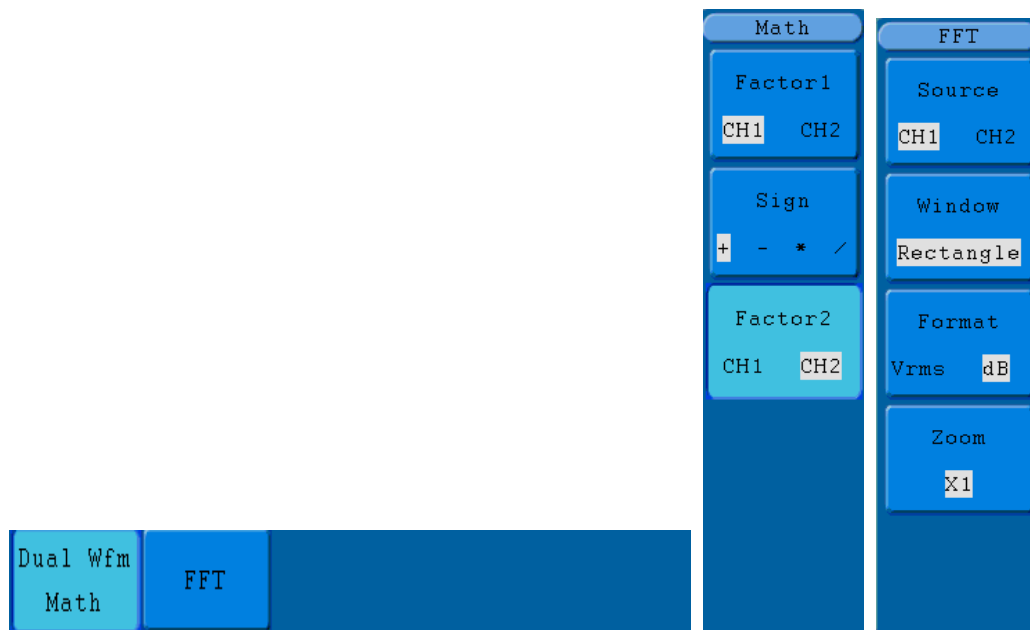 Math
Factor1
CH1 CH2
Sign
+ - * /
Factor2
CH1 CH2
FFT
Source
CH1 CH2
Window
Rectangle
Format
Vrms dB
Zoom
X1
Dual Wfm
Math
FFT